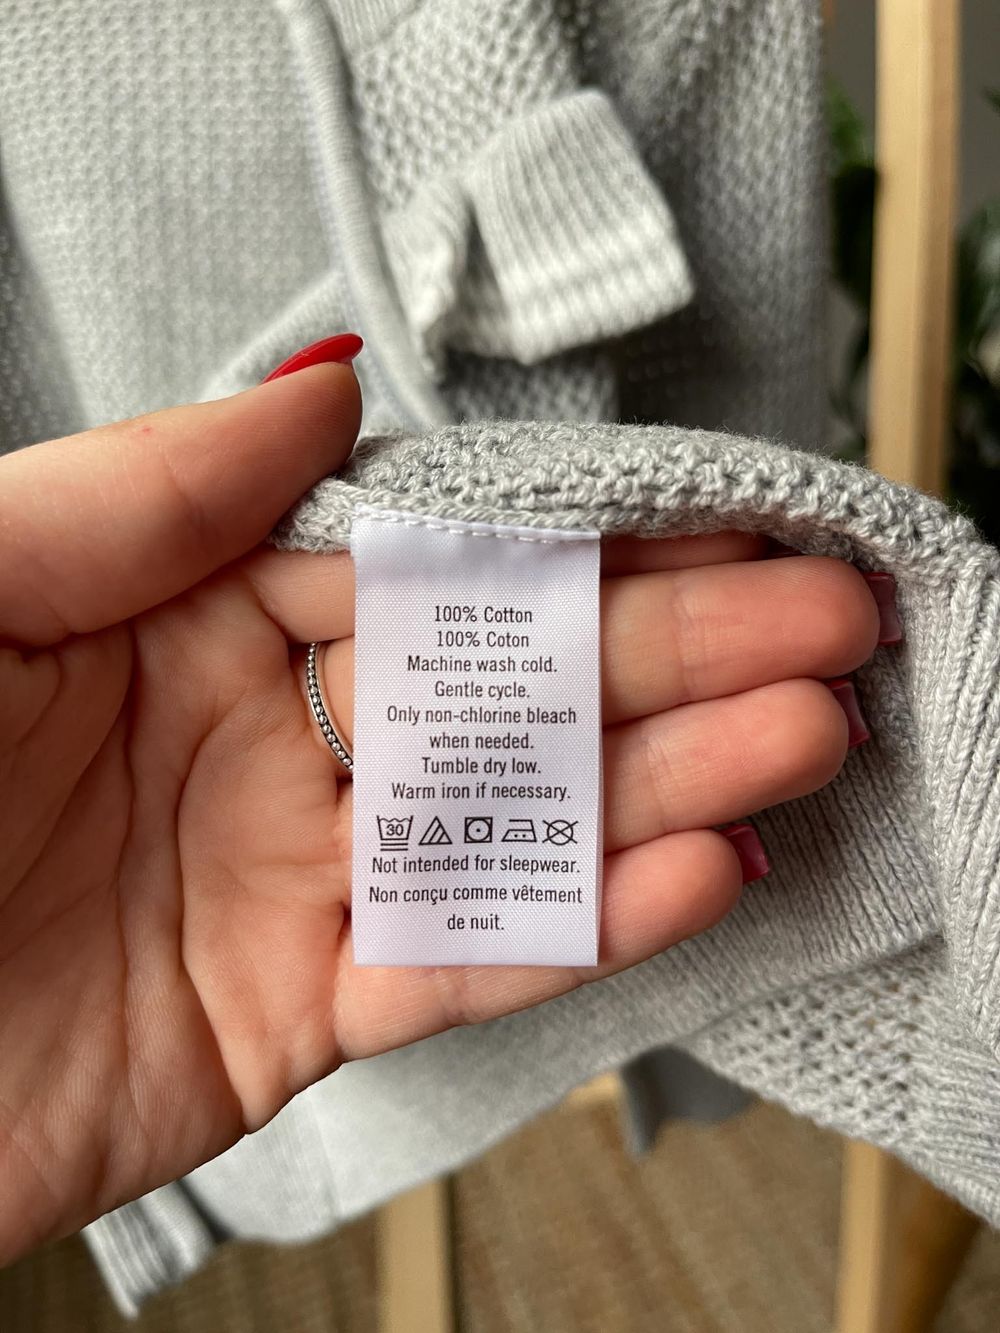 100% Cotton
100% Coton
Machine wash cold.
Gentle cycle.
Only non-chlorine bleach
when needed.
Tumble dry low.
Warm iron if necessary.
30
Not intended for sleepwear.
Non conçu comme vêtement
de nuit.